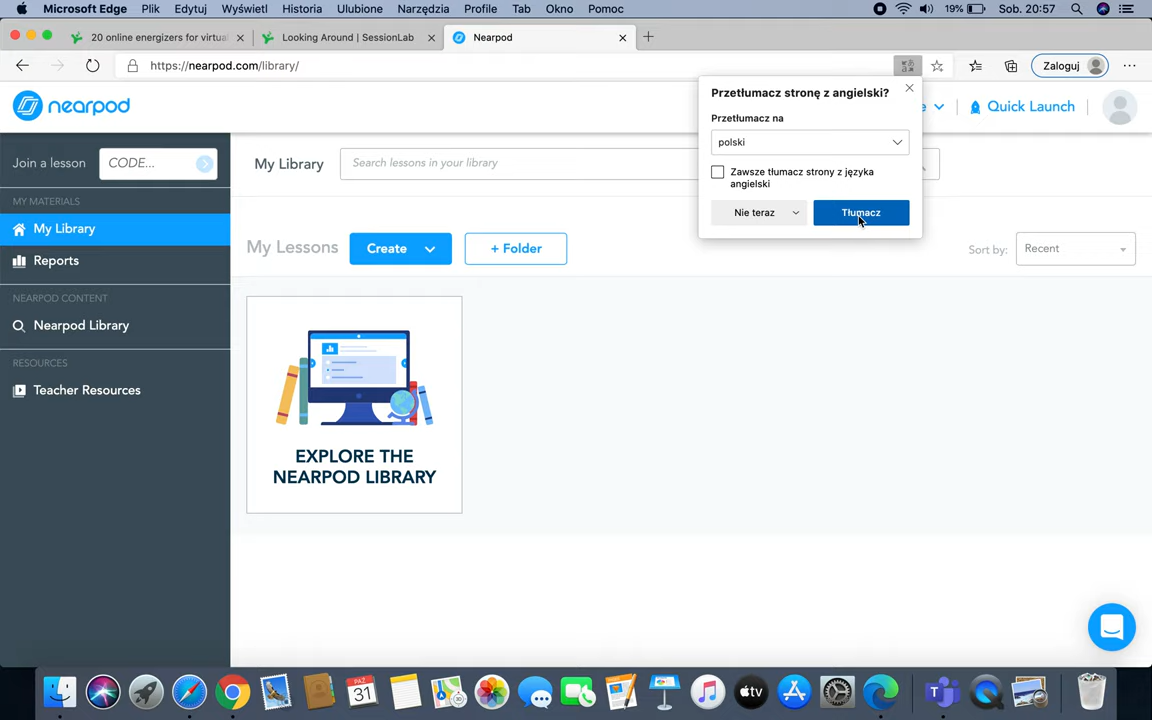 Microsoft Edge Plik Edytuj Wyświetl Historia Ulubione Narzędzia Profile Tab Okno Pomoc 19% Sob. 20:57
20 online energizers for virtual
Looking Around | SessionLab
Nearpod
https://nearpod.com/library/
Zaloguj
nearpod
Quick Launch
Przetłumacz stronę z angielski?
Przetłumacz na
polski
Zawsze tłumacz strony z języka
angielski
Nie teraz
Tłumacz
Join a lesson
CODE...
MY MATERIALS
My Library
Reports
NEARPOD CONTENT
Nearpod Library
RESOURCES
Teacher Resources
My Library
Search lessons in your library
My Lessons
Create
+ Folder
Sort by:
Recent
EXPLORE THE
NEARPOD LIBRARY
PAŹ
31
tv